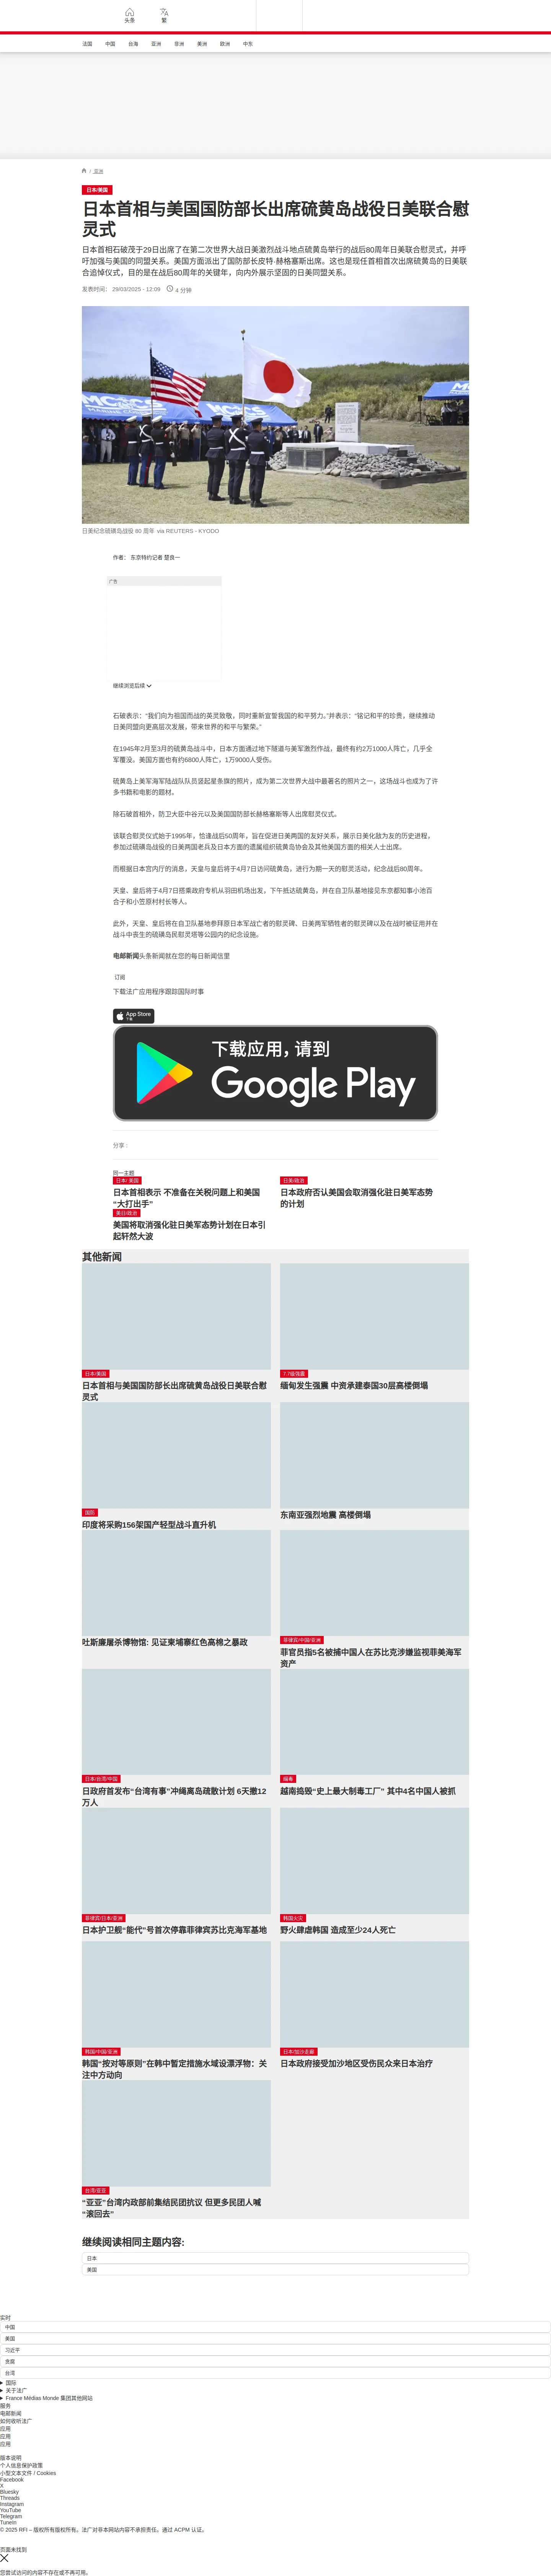 头条
繁
法国
中国
台海
亚洲
非洲
美洲
欧洲
中东
亚洲
日本/美国
日本首相与美国国防部长出席硫黄岛战役日美联合慰
灵式
日本首相石破茂于29日出席了在第二次世界大战日美激烈战斗地点硫黄岛举行的战后80周年日美联合慰灵式，并呼
吁加强与美国的同盟关系。美国方面派出了国防部长皮特·赫格塞斯出席。这也是现任首相首次出席硫黄岛的日美联
合追悼仪式，目的是在战后80周年的关键年，向内外展示坚固的日美同盟关系。
发表时间： 29/03/2025 - 12:09
4 分钟
日美纪念硫磺岛战役 80 周年 via REUTERS - KYODO
作者： 东京特约记者 楚良一
广告
继续浏览后续
石破表示：“我们向为祖国而战的英灵致敬，同时重新宣誓我国的和平努力。”并表示：“铭记和平的珍贵，继续推动
日美同盟向更高层次发展，带来世界的和平与繁荣。”
在1945年2月至3月的硫黄岛战斗中，日本方面通过地下隧道与美军激烈作战，最终有约2万1000人阵亡，几乎全
军覆没。美国方面也有约6800人阵亡，1万9000人受伤。
硫黄岛上美军海军陆战队队员竖起星条旗的照片，成为第二次世界大战中最著名的照片之一，这场战斗也成为了许
多书籍和电影的题材。
除石破首相外，防卫大臣中谷元以及美国国防部长赫格塞斯等人出席慰灵仪式。
该联合慰灵仪式始于1995年，恰逢战后50周年，旨在促进日美两国的友好关系，展示日美化敌为友的历史进程，
参加过硫磺岛战役的日美两国老兵及日本方面的遗属组织硫黄岛协会及其他美国方面的相关人士出席。
而根据日本宫内厅的消息，天皇与皇后将于4月7日访问硫黄岛，进行为期一天的慰灵活动，纪念战后80周年。
天皇、皇后将于4月7日搭乘政府专机从羽田机场出发，下午抵达硫黄岛，并在自卫队基地接见东京都知事小池百
合子和小笠原村村长等人。
此外，天皇、皇后将在自卫队基地参拜原日本军战亡者的慰灵碑、日美两军牺牲者的慰灵碑以及在战时被征用并在
战斗中丧生的硫磺岛民慰灵塔等公园内的纪念设施。
电邮新闻头条新闻就在您的每日新闻信里
订阅
下载法广应用程序跟踪国际时事
App Store
下载
下载应用，请到
Google Play
分享 :
同一主题
日本/ 美国
日本首相表示 不准备在关税问题上和美国
“大打出手”
日美/政治
日本政府否认美国会取消强化驻日美军态势
的计划
美日/政治
美国将取消强化驻日美军态势计划在日本引
起轩然大波
其他新闻
日本/美国
日本首相与美国国防部长出席硫黄岛战役日美联合慰
灵式
7.7级强震
缅甸发生强震 中资承建泰国30层高楼倒塌
国防
印度将采购156架国产轻型战斗直升机
东南亚强烈地震 高楼倒塌
吐斯廉屠杀博物馆: 见证柬埔寨红色高棉之暴政
菲律宾/中国/亚洲
菲官员指5名被捕中国人在苏比克涉嫌监视菲美海军
资产
日本/台湾/中国
日政府首发布“台湾有事”冲绳离岛疏散计划 6天撤12
万人
缉毒
越南捣毁“史上最大制毒工厂” 其中4名中国人被抓
菲律宾/日本/亚洲
日本护卫舰“能代”号首次停靠菲律宾苏比克海军基地
韩国火灾
野火肆虐韩国 造成至少24人死亡
韩国/中国/亚洲
韩国“按对等原则”在韩中暂定措施水域设漂浮物：关
注中方动向
日本/加沙走廊
日本政府接受加沙地区受伤民众来日本治疗
台湾/亚亚
“亚亚”台湾内政部前集结民团抗议 但更多民团人喊
“滚回去”
继续阅读相同主题内容:
日本
美国
实时
中国
美国
习近平
贪腐
台湾
国际
关于法广
France Médias Monde 集团其他网站
服务
电邮新闻
如何收听法广
应用
应用
应用
版本说明
个人信息保护政策
小型文本文件 / Cookies
Facebook
X
Bluesky
Threads
Instagram
YouTube
Telegram
TuneIn
© 2025 RFI – 版权所有版权所有。法广对非本网站内容不承担责任。通过 ACPM 认证。
页面未找到
您尝试访问的内容不存在或不再可用。